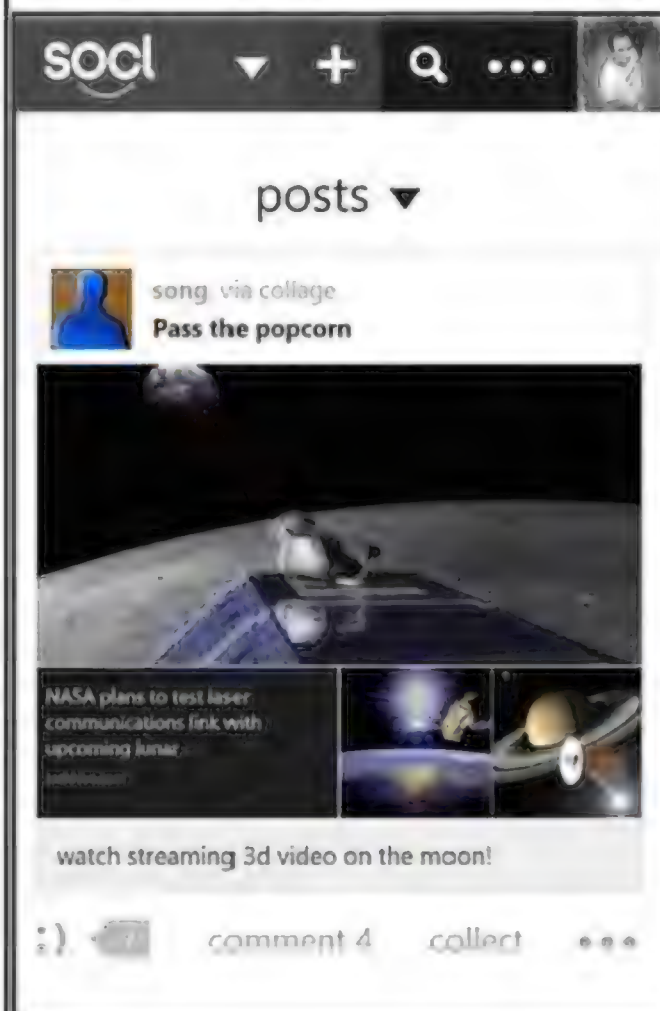 socl
posts
song via collage
Pass the popcorn
NASA plans to test laser
communications link with
upcoming lunar
watch streaming 3d video on the moon!
:) comment 4 collect